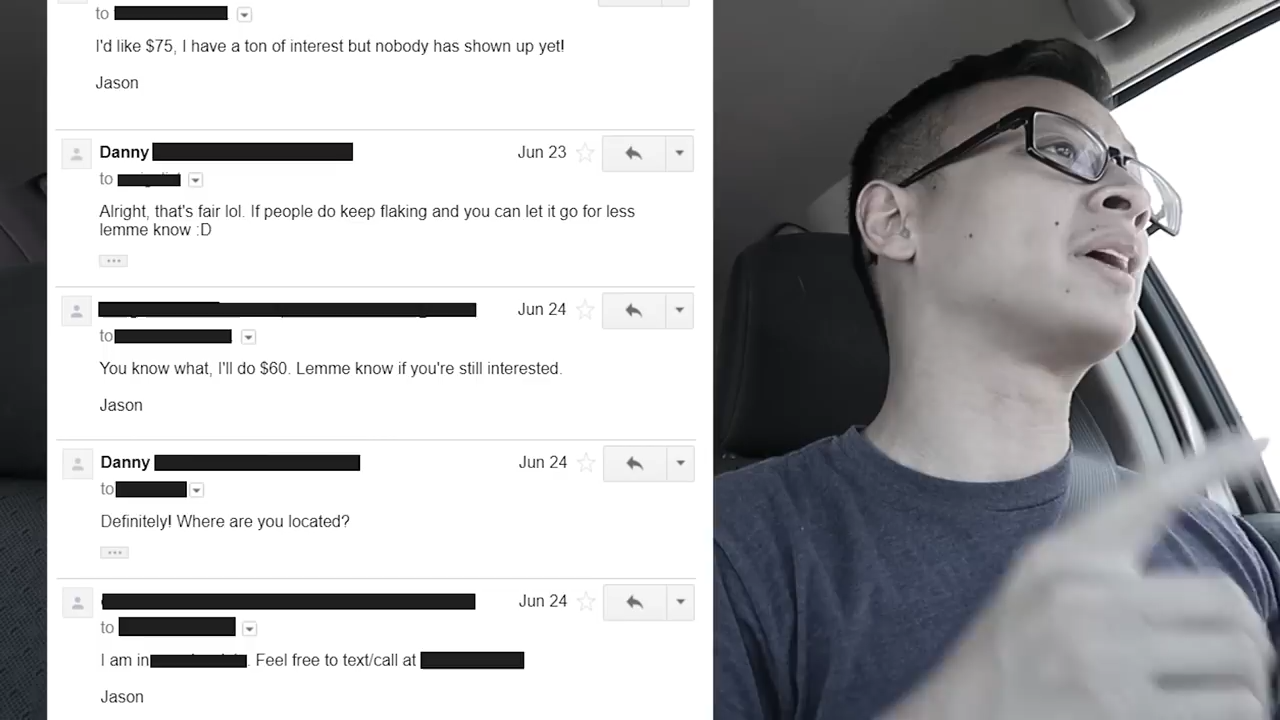 to
I'd like $75, I have a ton of interest but nobody has shown up yet!
Jason
Danny
Jun 23
to
Alright, that's fair lol. If people do keep flaking and you can let it go for less
lemme know :D
Jun 24
to
You know what, I'll do $60. Lemme know if you're still interested.
Jason
Danny
Jun 24
to
Definitely! Where are you located?
Jun 24
to
I am in . Feel free to text/call at
Jason